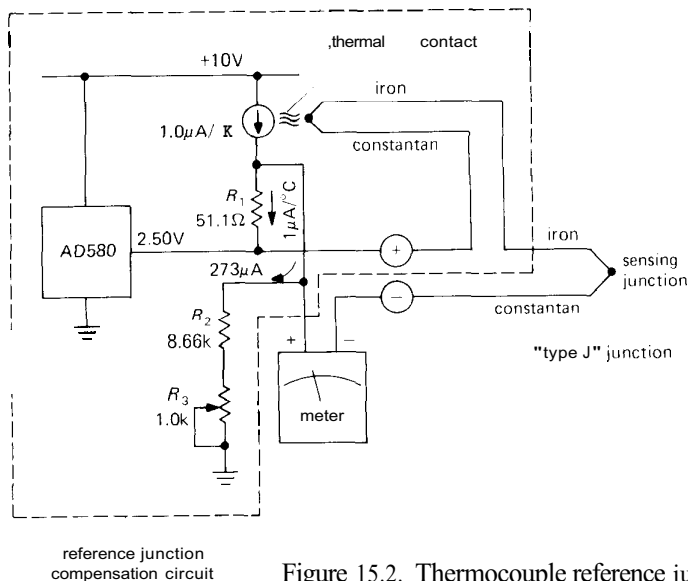 ,thermal contact
+10V
iron
1.0μA/ K
constantan
R1
51.1Ω
1μA/°C
AD580
2.50V
+
iron
sensing
junction
273μA
−
constantan
R2
8.66k
+ −
"type J" junction
R3
1.0k
meter
reference junction
compensation circuit
Figure 15.2. Thermocouple reference ju